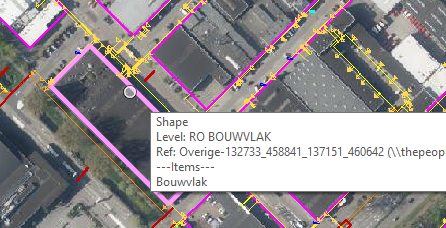 Shape
Level: RO BOUWVLAK
Ref: Overige-132733_458841_137151_460642 (\\thepeop
---Items---
Bouwvlak